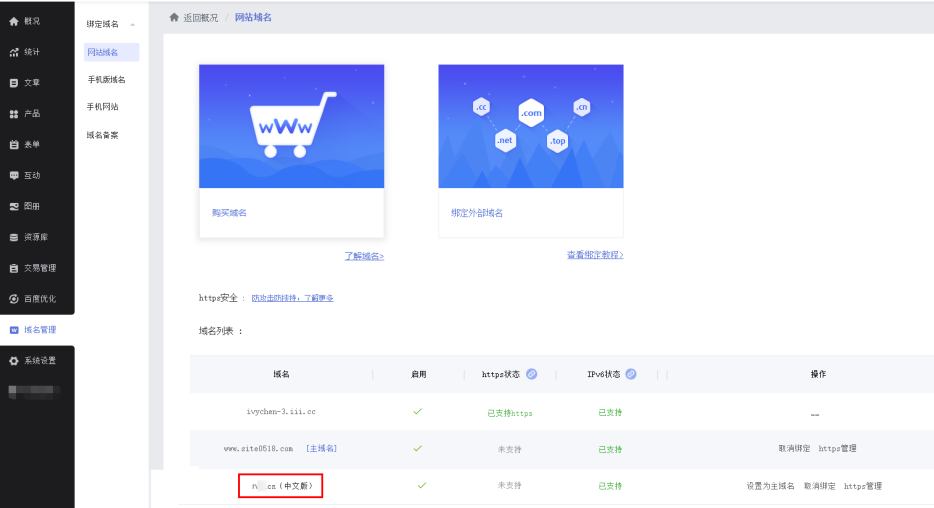 概况
统计
文章
产品
表单
互动
图册
资源库
交易管理
百度优化
域名管理
系统设置
绑定域名
网站域名
手机版域名
手机网站
域名备案
返回概况 / 网站域名
www
购买域名
了解域名>
.cc
.com
.cn
.net
.top
绑定外部域名
查看绑定教程>
https安全 : 防攻击防挟持,了解更多
域名列表 :
域名 启用 https状态 IPv6状态 操作
ivychen-3.iii.cc 已支持https 已支持 --
www.site0518.com [主域名] 未支持 已支持 取消绑定 https管理
.cn(中文版) 未支持 已支持 设置为主域名 取消绑定 https管理